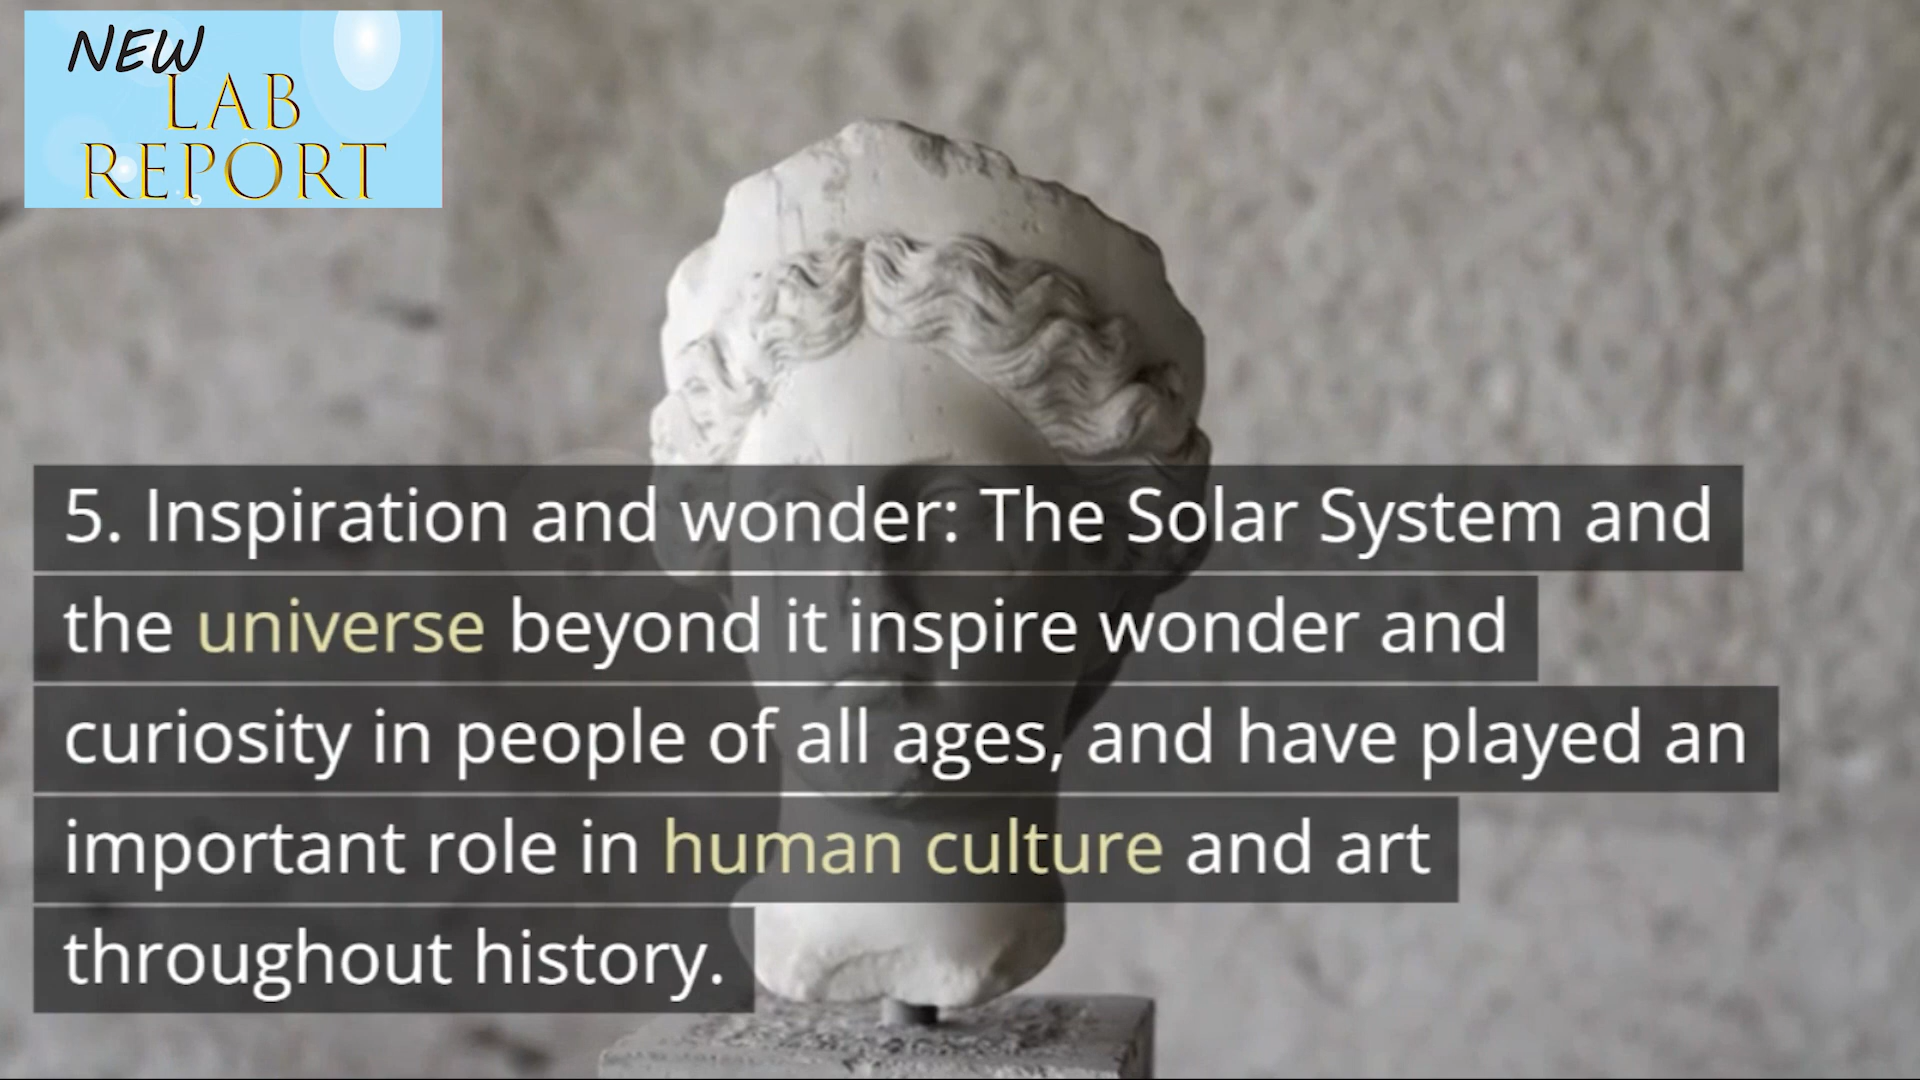 NEW
LAB
REPORT
5. Inspiration and wonder: The Solar System and
the universe beyond it inspire wonder and
curiosity in people of all ages, and have played an
important role in human culture and art
throughout history.